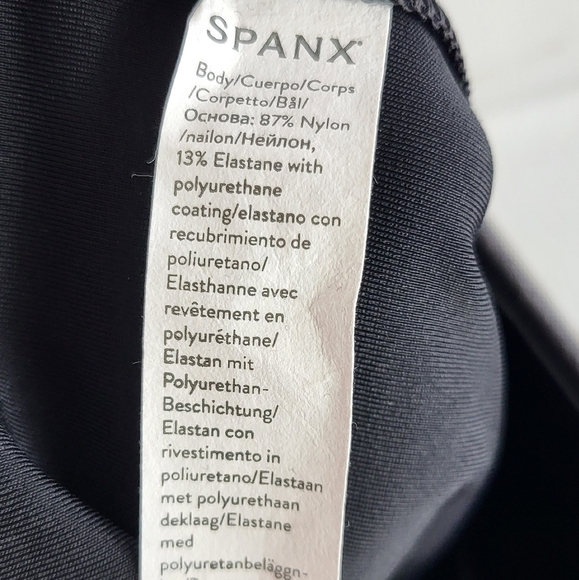 SPANX®
Body/Cuerpo/Corps
/Corpetto/Bål/
Основа: 87% Nylon
/nailon/Нейлон,
13% Elastane with
polyurethane
coating/elastano con
recubrimiento de
poliuretano/
Elasthanne avec
revêtement en
polyuréthane/
Elastan mit
Polyurethan-
Beschichtung/
Elastan con
rivestimento in
poliuretano/Elastaan
met polyurethaan
deklaag/Elastane
med
polyuretanbeläggn-